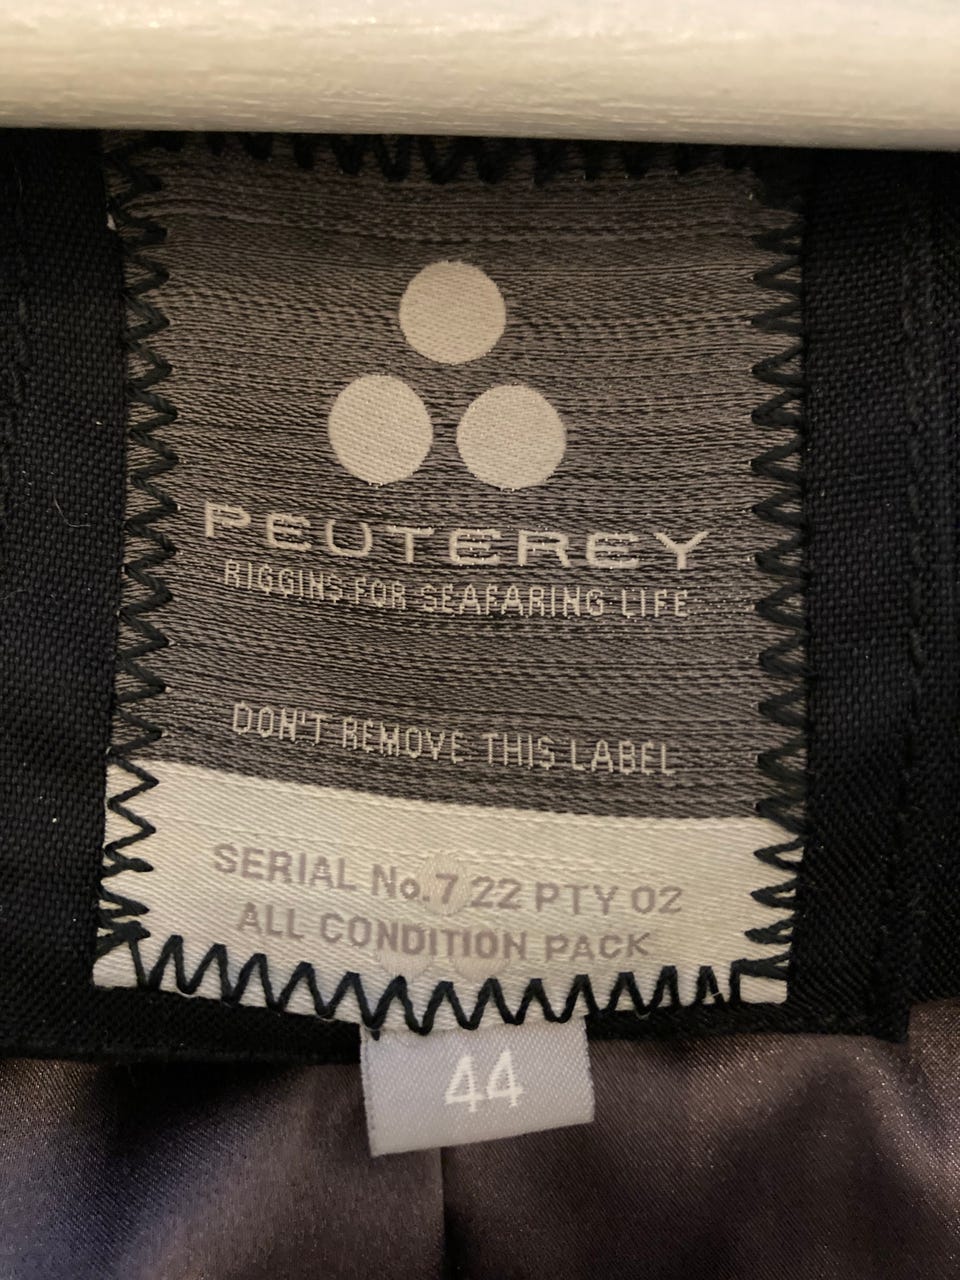 PEUTEREY
RIGGINS FOR SEAFARING LIFE
DON'T REMOVE THIS LABEL
SERIAL No.7 22 PTY 02
ALL CONDITION PACK
44